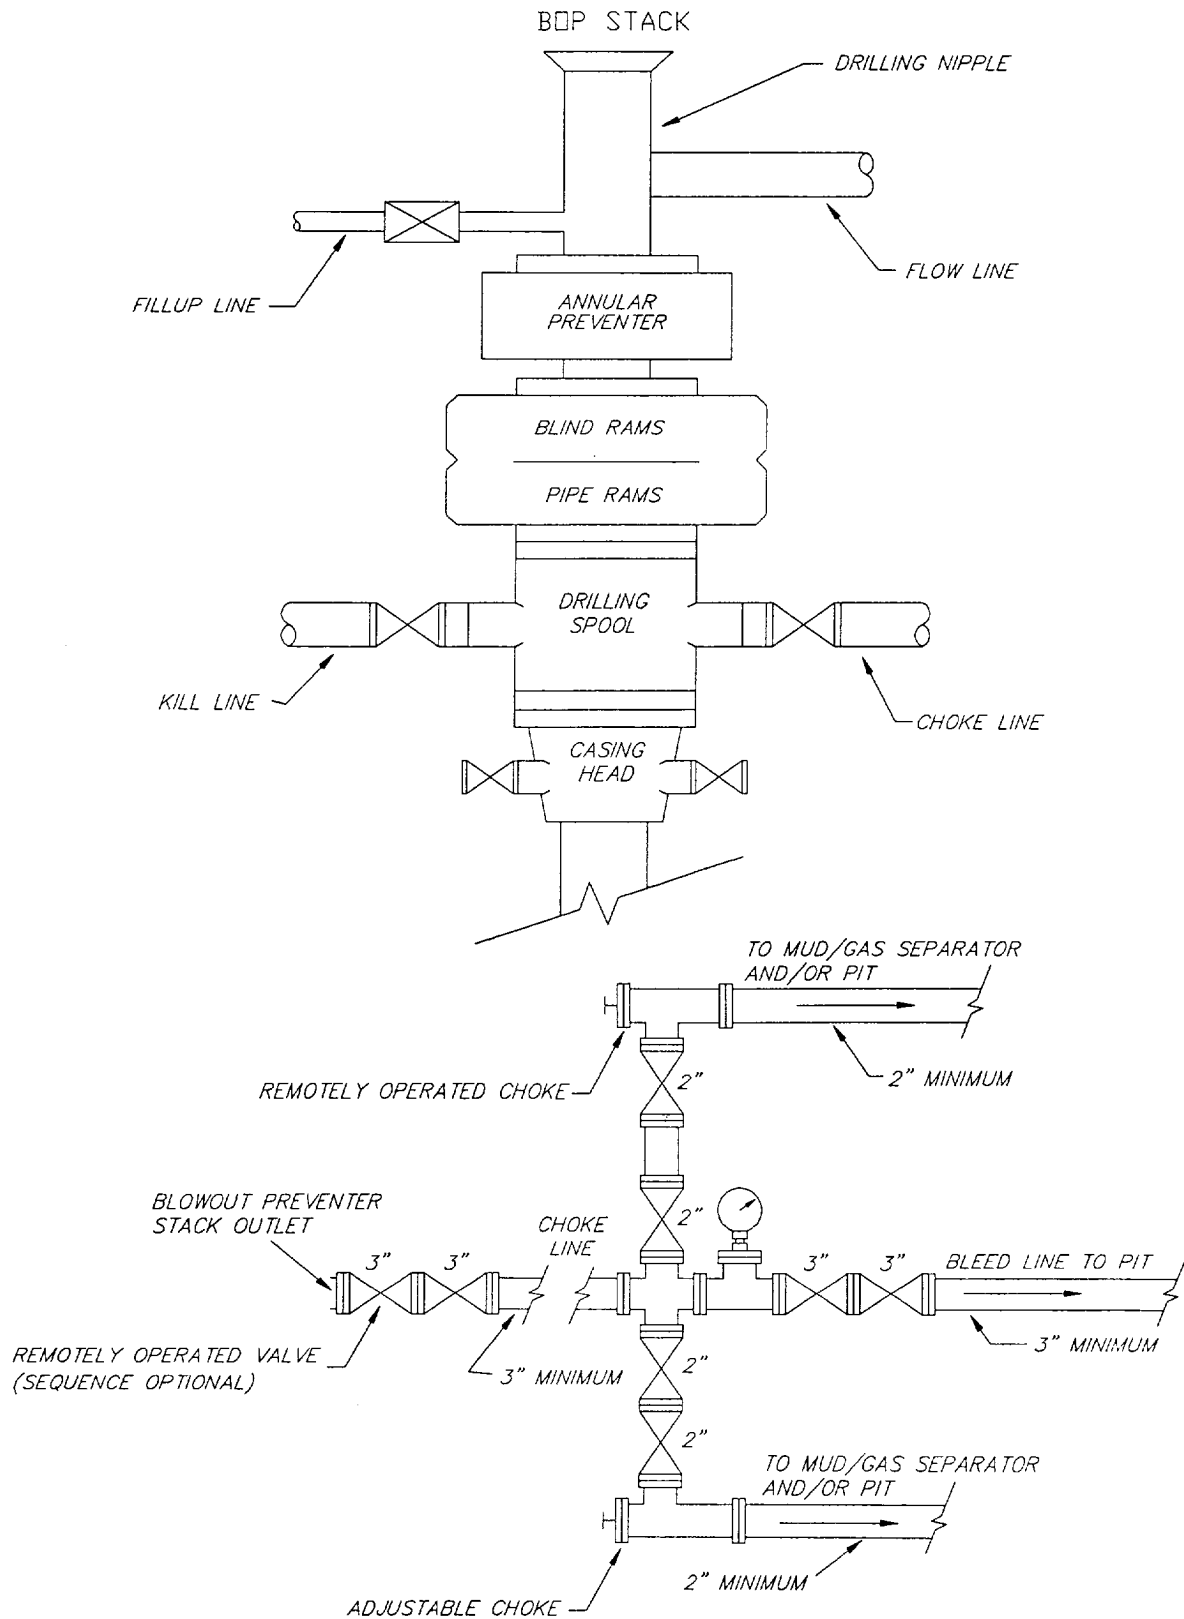 BOP STACK
DRILLING NIPPLE
FLOW LINE
FILLUP LINE
ANNULAR
PREVENTER
BLIND RAMS
PIPE RAMS
DRILLING
SPOOL
KILL LINE
CHOKE LINE
CASING
HEAD
TO MUD/GAS SEPARATOR
AND/OR PIT
2" MINIMUM
REMOTELY OPERATED CHOKE
2"
BLOWOUT PREVENTER
STACK OUTLET
2"
CHOKE
LINE
3"
3"
3"
3"
BLEED LINE TO PIT
REMOTELY OPERATED VALVE
(SEQUENCE OPTIONAL)
3" MINIMUM
3" MINIMUM
2"
2"
TO MUD/GAS SEPARATOR
AND/OR PIT
2" MINIMUM
ADJUSTABLE CHOKE